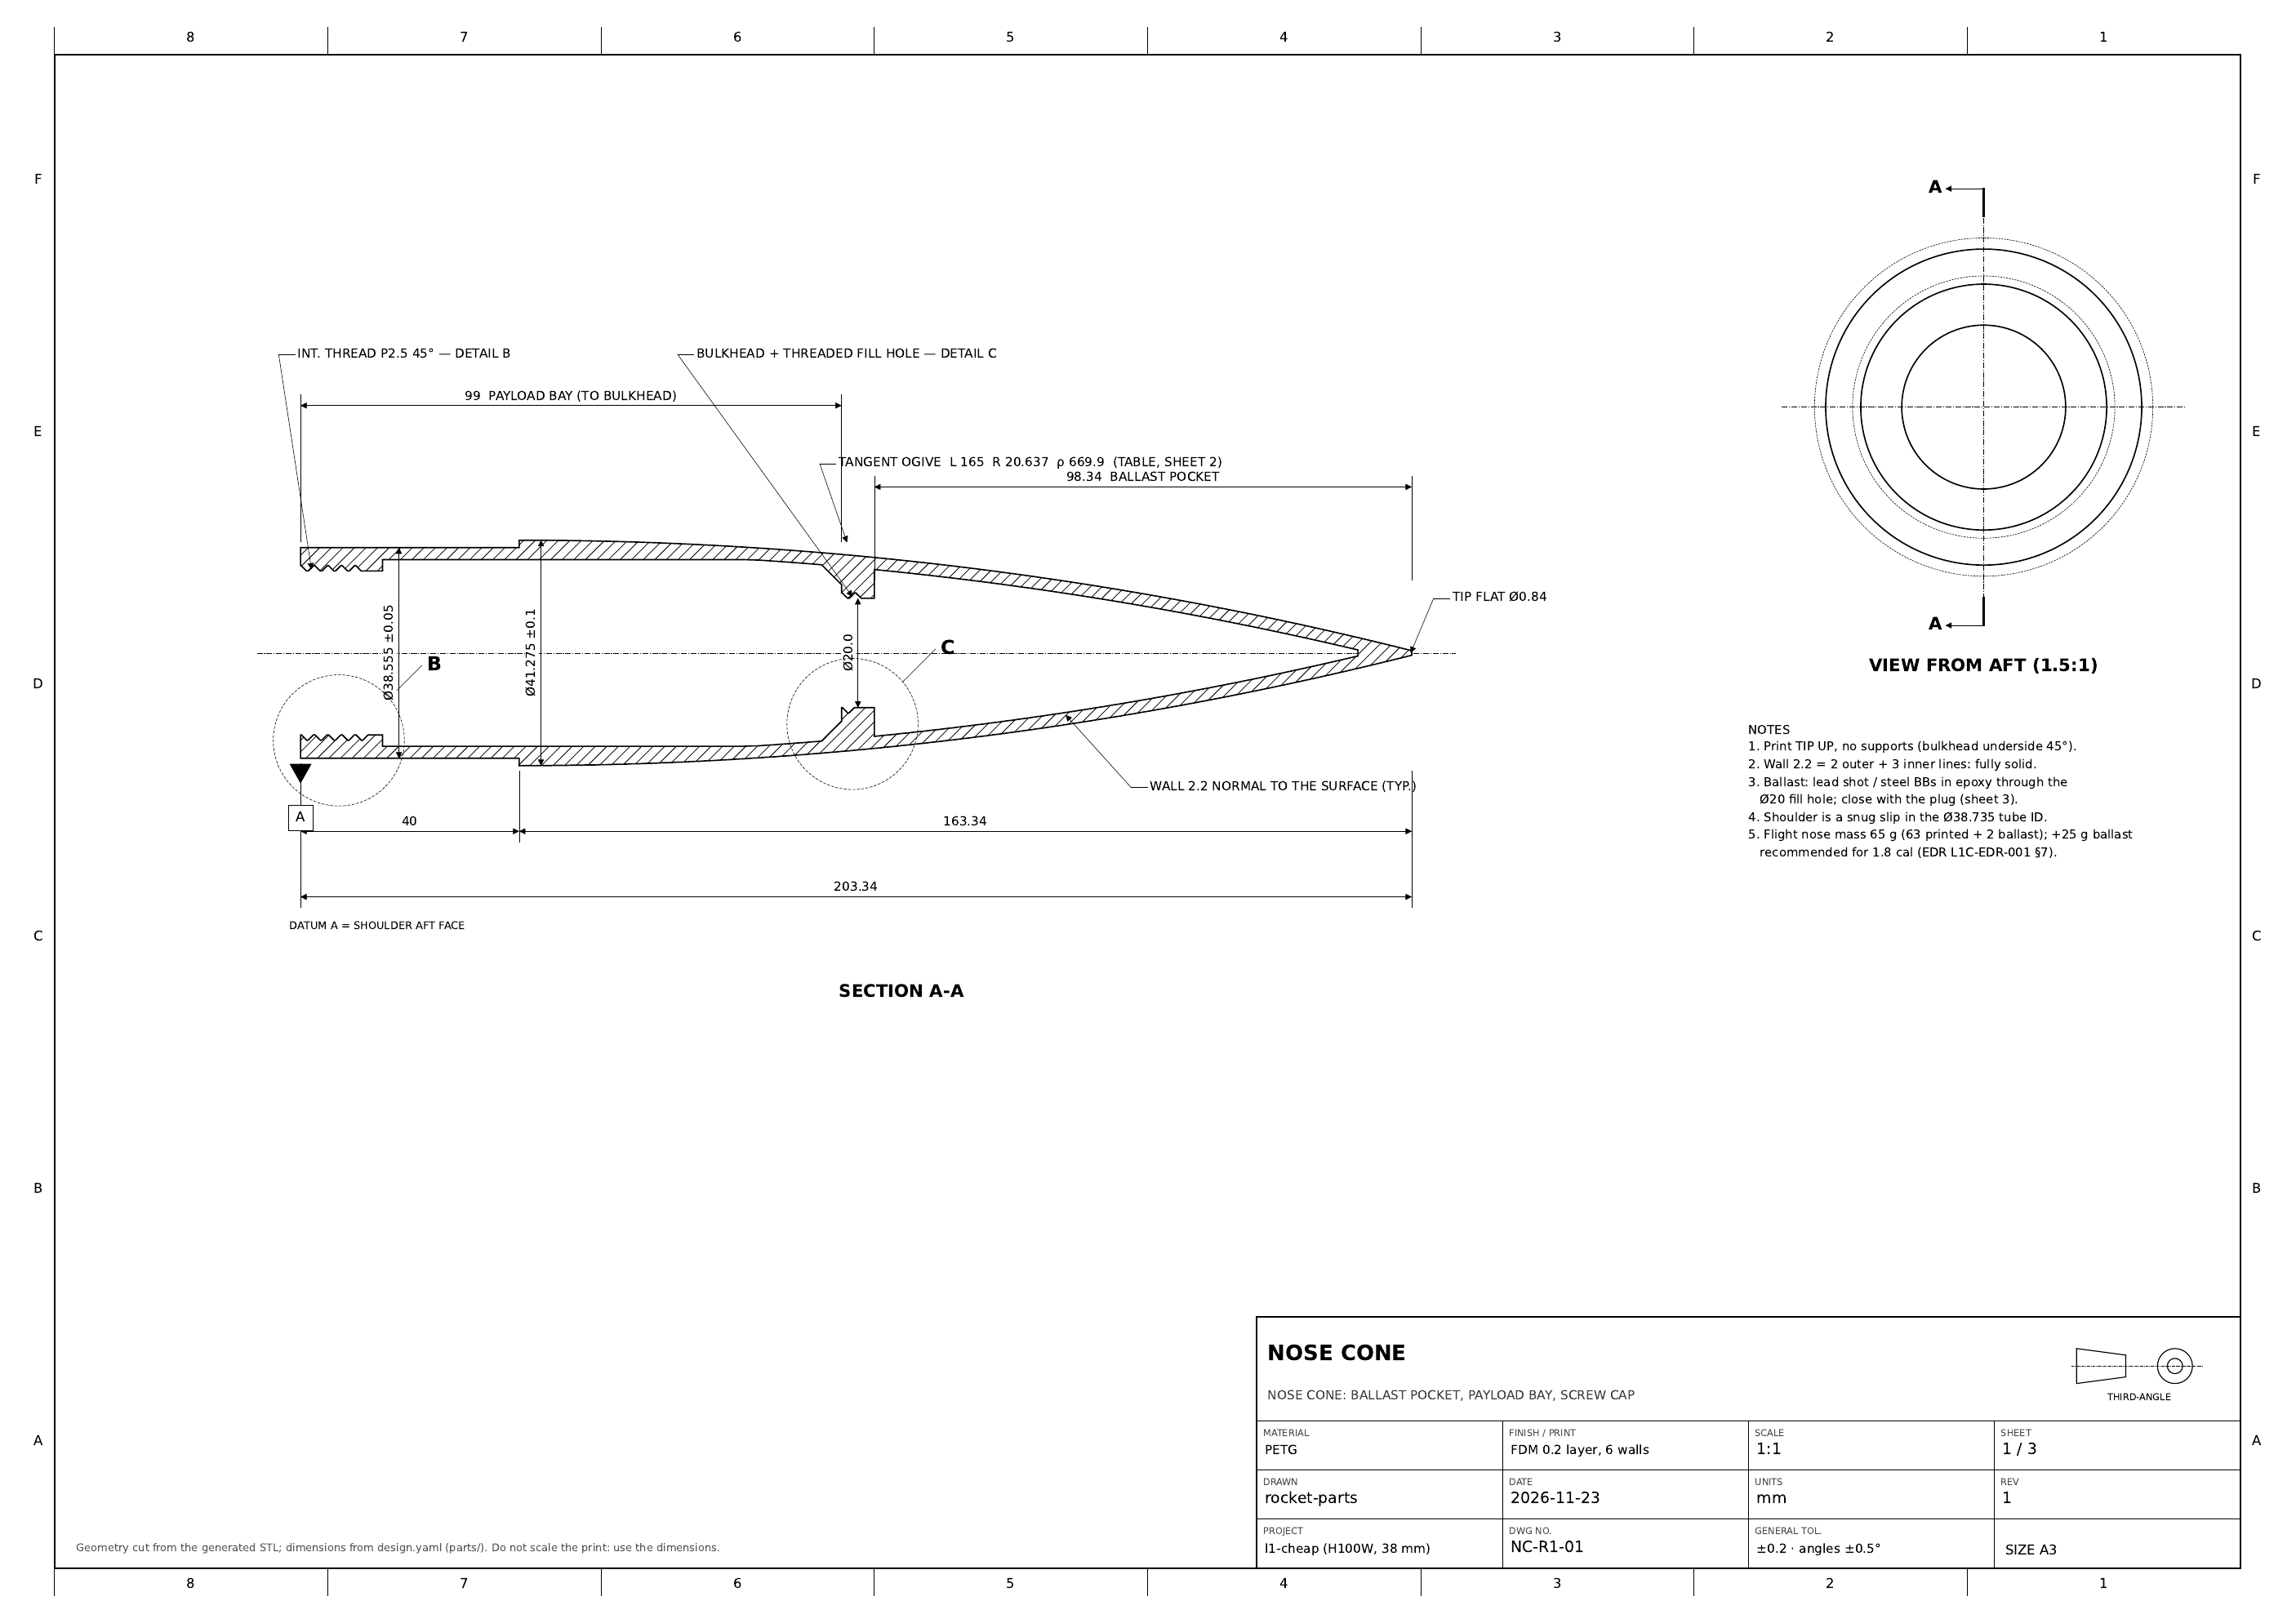 8 7 6 5 4 3 2 1
F F
E E
D D
C C
B B
A A
INT. THREAD P2.5 45° — DETAIL B
BULKHEAD + THREADED FILL HOLE — DETAIL C
99 PAYLOAD BAY (TO BULKHEAD)
TANGENT OGIVE L 165 R 20.637 ρ 669.9 (TABLE, SHEET 2)
98.34 BALLAST POCKET
TIP FLAT Ø0.84
Ø38.555 ±0.05
Ø41.275 ±0.1
Ø20.0
B
C
WALL 2.2 NORMAL TO THE SURFACE (TYP.)
A
40
163.34
203.34
DATUM A = SHOULDER AFT FACE
SECTION A-A
A
A
VIEW FROM AFT (1.5:1)
NOTES
1. Print TIP UP, no supports (bulkhead underside 45°).
2. Wall 2.2 = 2 outer + 3 inner lines: fully solid.
3. Ballast: lead shot / steel BBs in epoxy through the
Ø20 fill hole; close with the plug (sheet 3).
4. Shoulder is a snug slip in the Ø38.735 tube ID.
5. Flight nose mass 65 g (63 printed + 2 ballast); +25 g ballast
recommended for 1.8 cal (EDR L1C-EDR-001 §7).
NOSE CONE
NOSE CONE: BALLAST POCKET, PAYLOAD BAY, SCREW CAP
THIRD-ANGLE
MATERIAL
PETG
FINISH / PRINT
FDM 0.2 layer, 6 walls
SCALE
1:1
SHEET
1 / 3
DRAWN
rocket-parts
DATE
2026-11-23
UNITS
mm
REV
1
PROJECT
l1-cheap (H100W, 38 mm)
DWG NO.
NC-R1-01
GENERAL TOL.
±0.2 · angles ±0.5°
SIZE A3
Geometry cut from the generated STL; dimensions from design.yaml (parts/). Do not scale the print: use the dimensions.
8 7 6 5 4 3 2 1